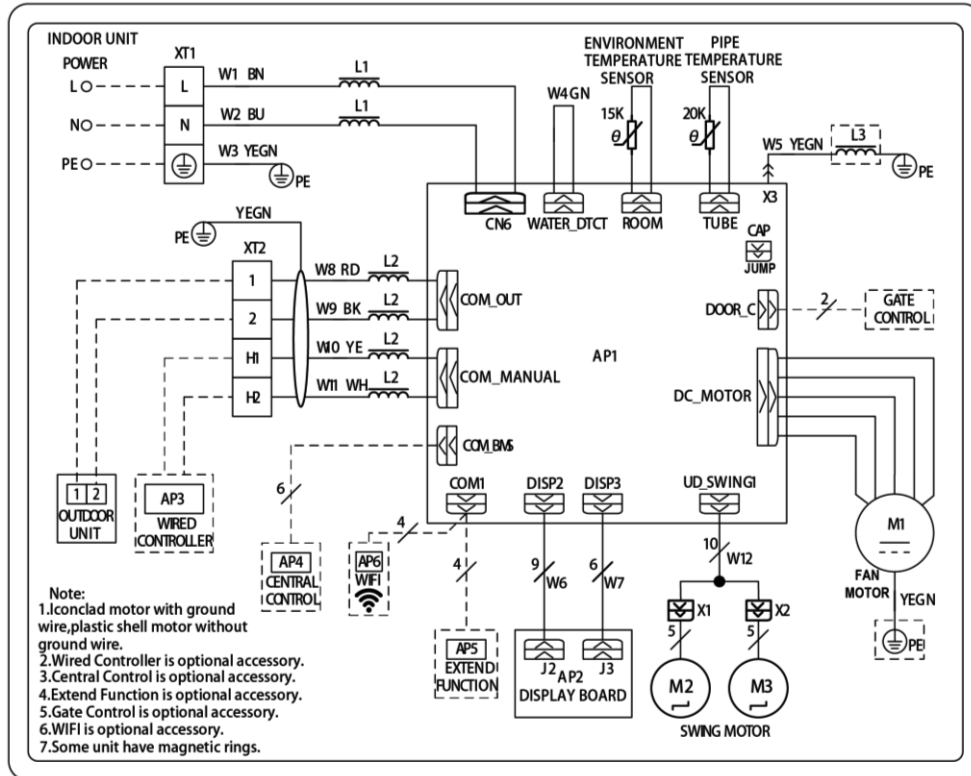 INDOOR UNIT
POWER
XT1
L
L
W1 BN
L1
N
N
W2 BU
L1
PE
W3 YEGN
PE
ENVIRONMENT
TEMPERATURE
SENSOR
PIPE
TEMPERATURE
SENSOR
W4GN
15K
θ
20K
θ
W5 YEGN
L3
PE
X3
CN6
WATER_DTCT
ROOM
TUBE
CAP
JUMP
YEGN
PE
XT2
1
W8 RD
L2
COM_OUT
2
W9 BK
L2
H1
W10 YE
L2
COM_MANUAL
H2
W11 WH
L2
COM_BMS
AP1
DOOR_C
2
GATE
CONTROL
DC_MOTOR
COM1
DISP2
DISP3
UD_SWING1
1 2
OUTDOOR
UNIT
AP3
WIRED
CONTROLLER
6
AP4
CENTRAL
CONTROL
4
AP6
WIFI
4
AP5
EXTEND
FUNCTION
9
W6
6
W7
J2
J3
AP2
DISPLAY BOARD
10
W12
X1
X2
5
5
M2
M3
SWING MOTOR
M1
FAN
MOTOR
YEGN
PE
Note:
1.Iconclad motor with ground
wire,plastic shell motor without
ground wire.
2.Wired Controller is optional accessory.
3.Central Control is optional accessory.
4.Extend Function is optional accessory.
5.Gate Control is optional accessory.
6.WIFI is optional accessory.
7.Some unit have magnetic rings.